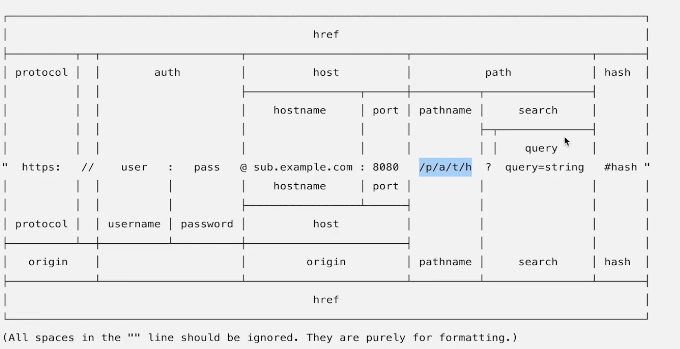 href
protocol auth host path hash
hostname port pathname search
query
" https: // user : pass @ sub.example.com : 8080 /p/a/t/h ? query=string #hash "
hostname port
protocol username password host
origin origin pathname search hash
href
(All spaces in the "" line should be ignored. They are purely for formatting.)